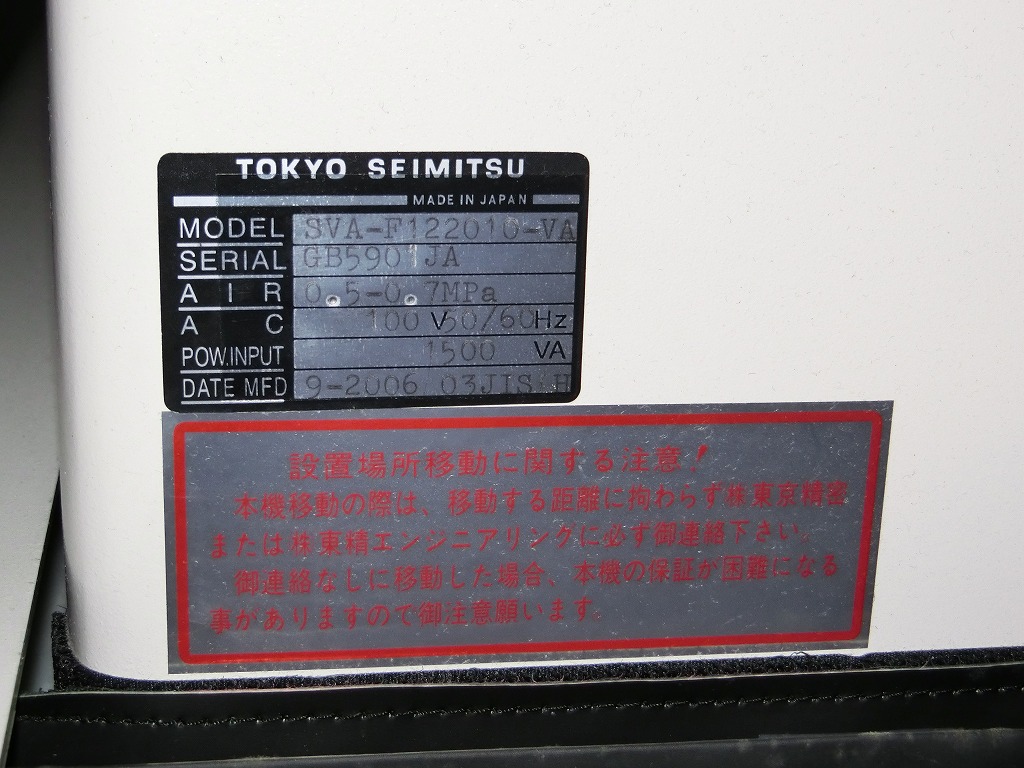 TOKYO SEIMITSU
MADE IN JAPAN
MODEL SVA-F122010-VA
SERIAL GB5901JA
AIR 0.5-0.7MPa
AC 100 V 50/60 Hz
POW.INPUT 1500 VA
DATE MFD 9-2006 03JIS-H
設置場所移動に関する注意!
本機移動の際は、移動する距離に拘わらず㈱東京精密
または㈱東精エンジニアリングに必ず御連絡下さい。
御連絡なしに移動した場合、本機の保証が困難になる
事がありますので御注意願います。